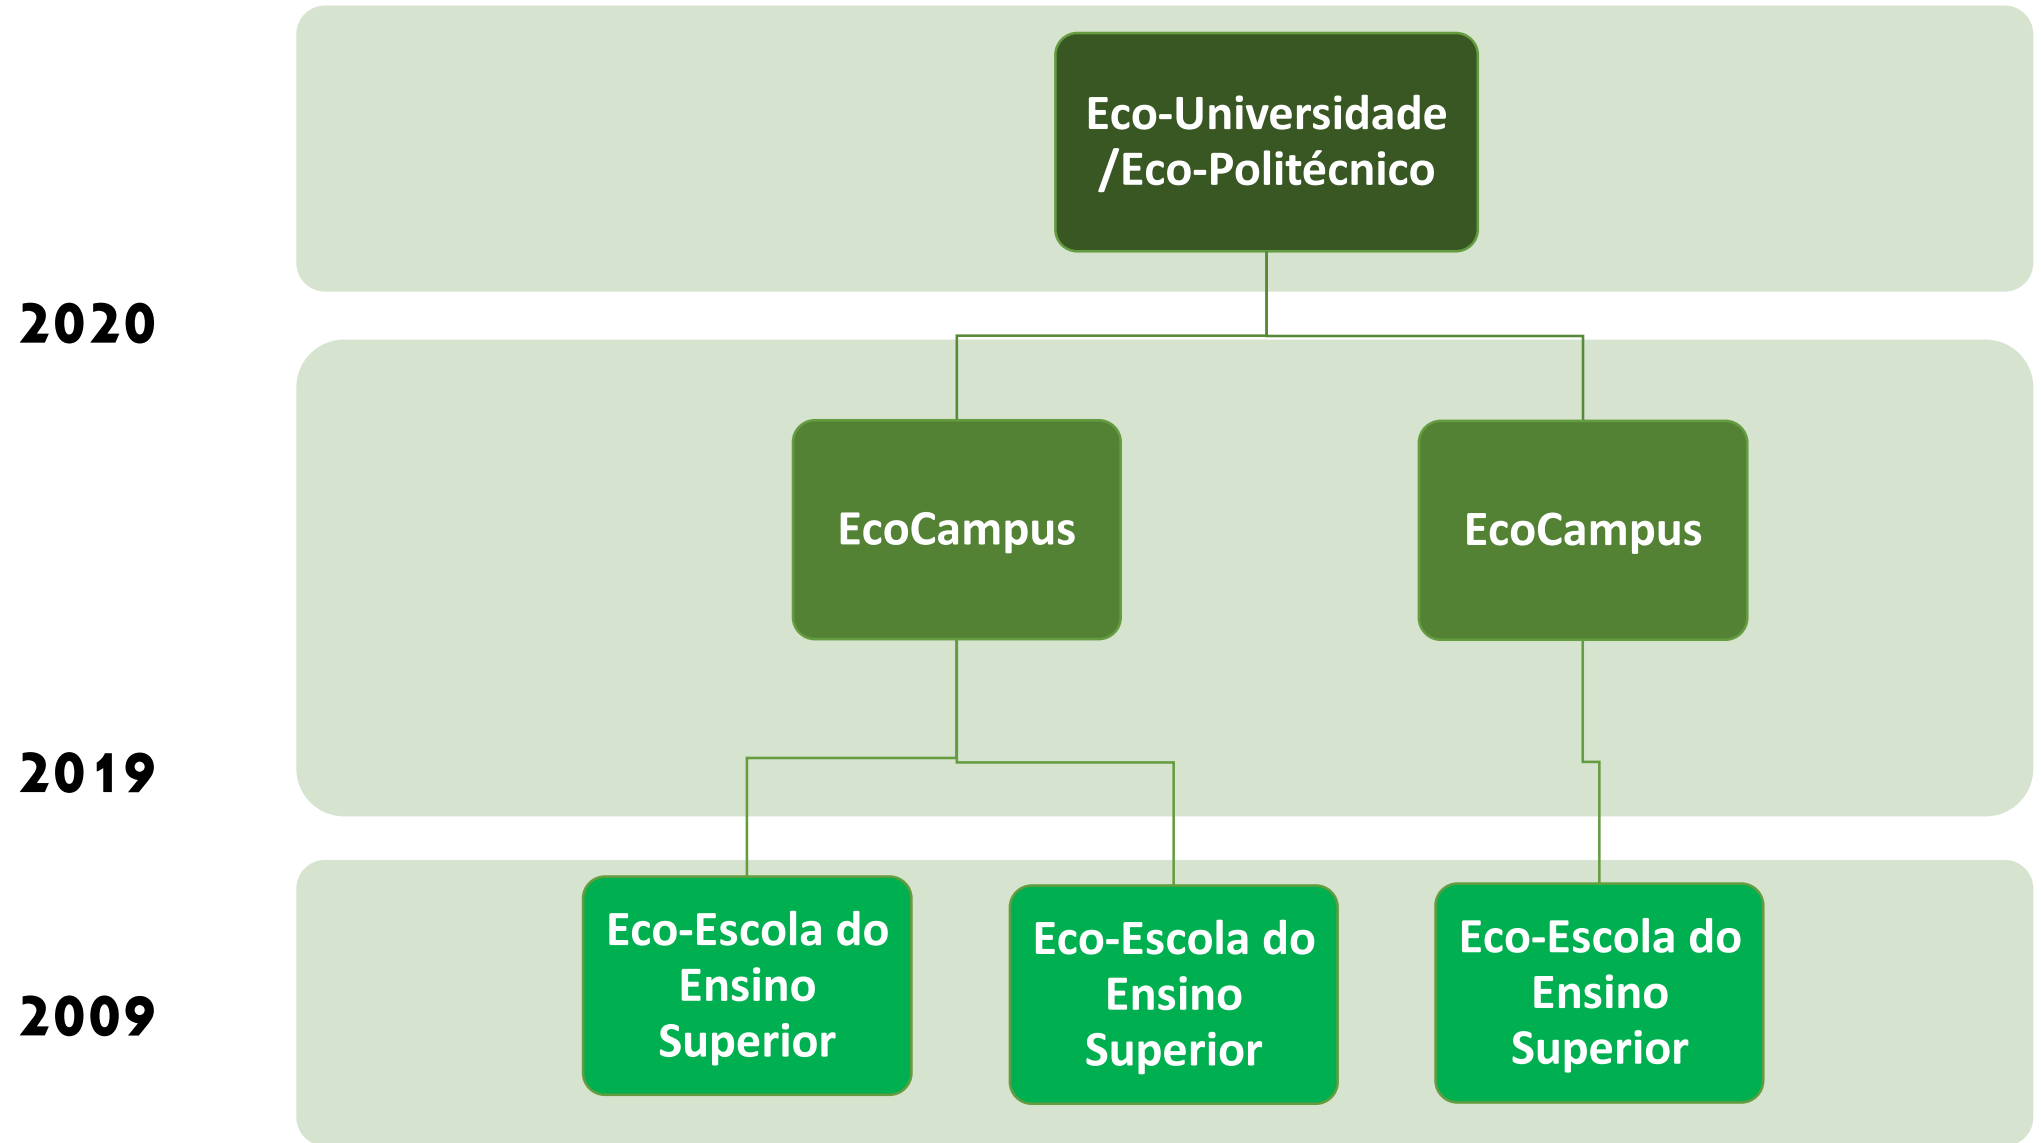 Eco-Universidade
/Eco-Politécnico
2020
EcoCampus
EcoCampus
2019
Eco-Escola do
Ensino
Superior
Eco-Escola do
Ensino
Superior
Eco-Escola do
Ensino
Superior
2009